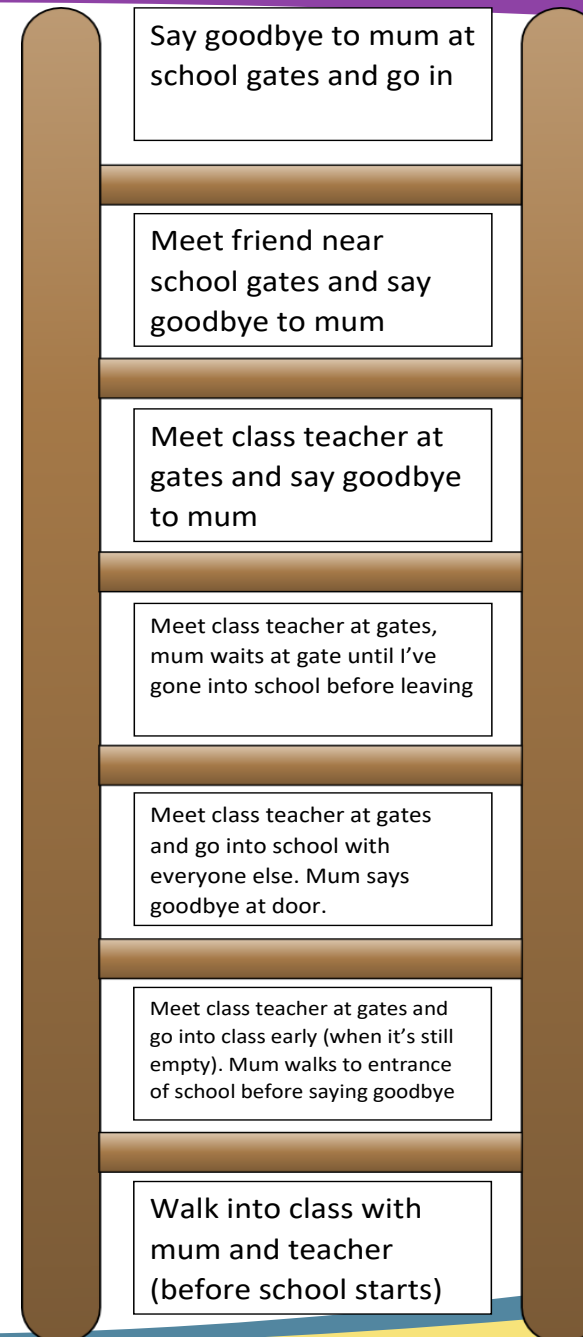 Say goodbye to mum at
school gates and go in
Meet friend near
school gates and say
goodbye to mum
Meet class teacher at
gates and say goodbye
to mum
Meet class teacher at gates,
mum waits at gate until I’ve
gone into school before leaving
Meet class teacher at gates
and go into school with
everyone else. Mum says
goodbye at door.
Meet class teacher at gates and
go into class early (when it’s still
empty). Mum walks to entrance
of school before saying goodbye
Walk into class with
mum and teacher
(before school starts)